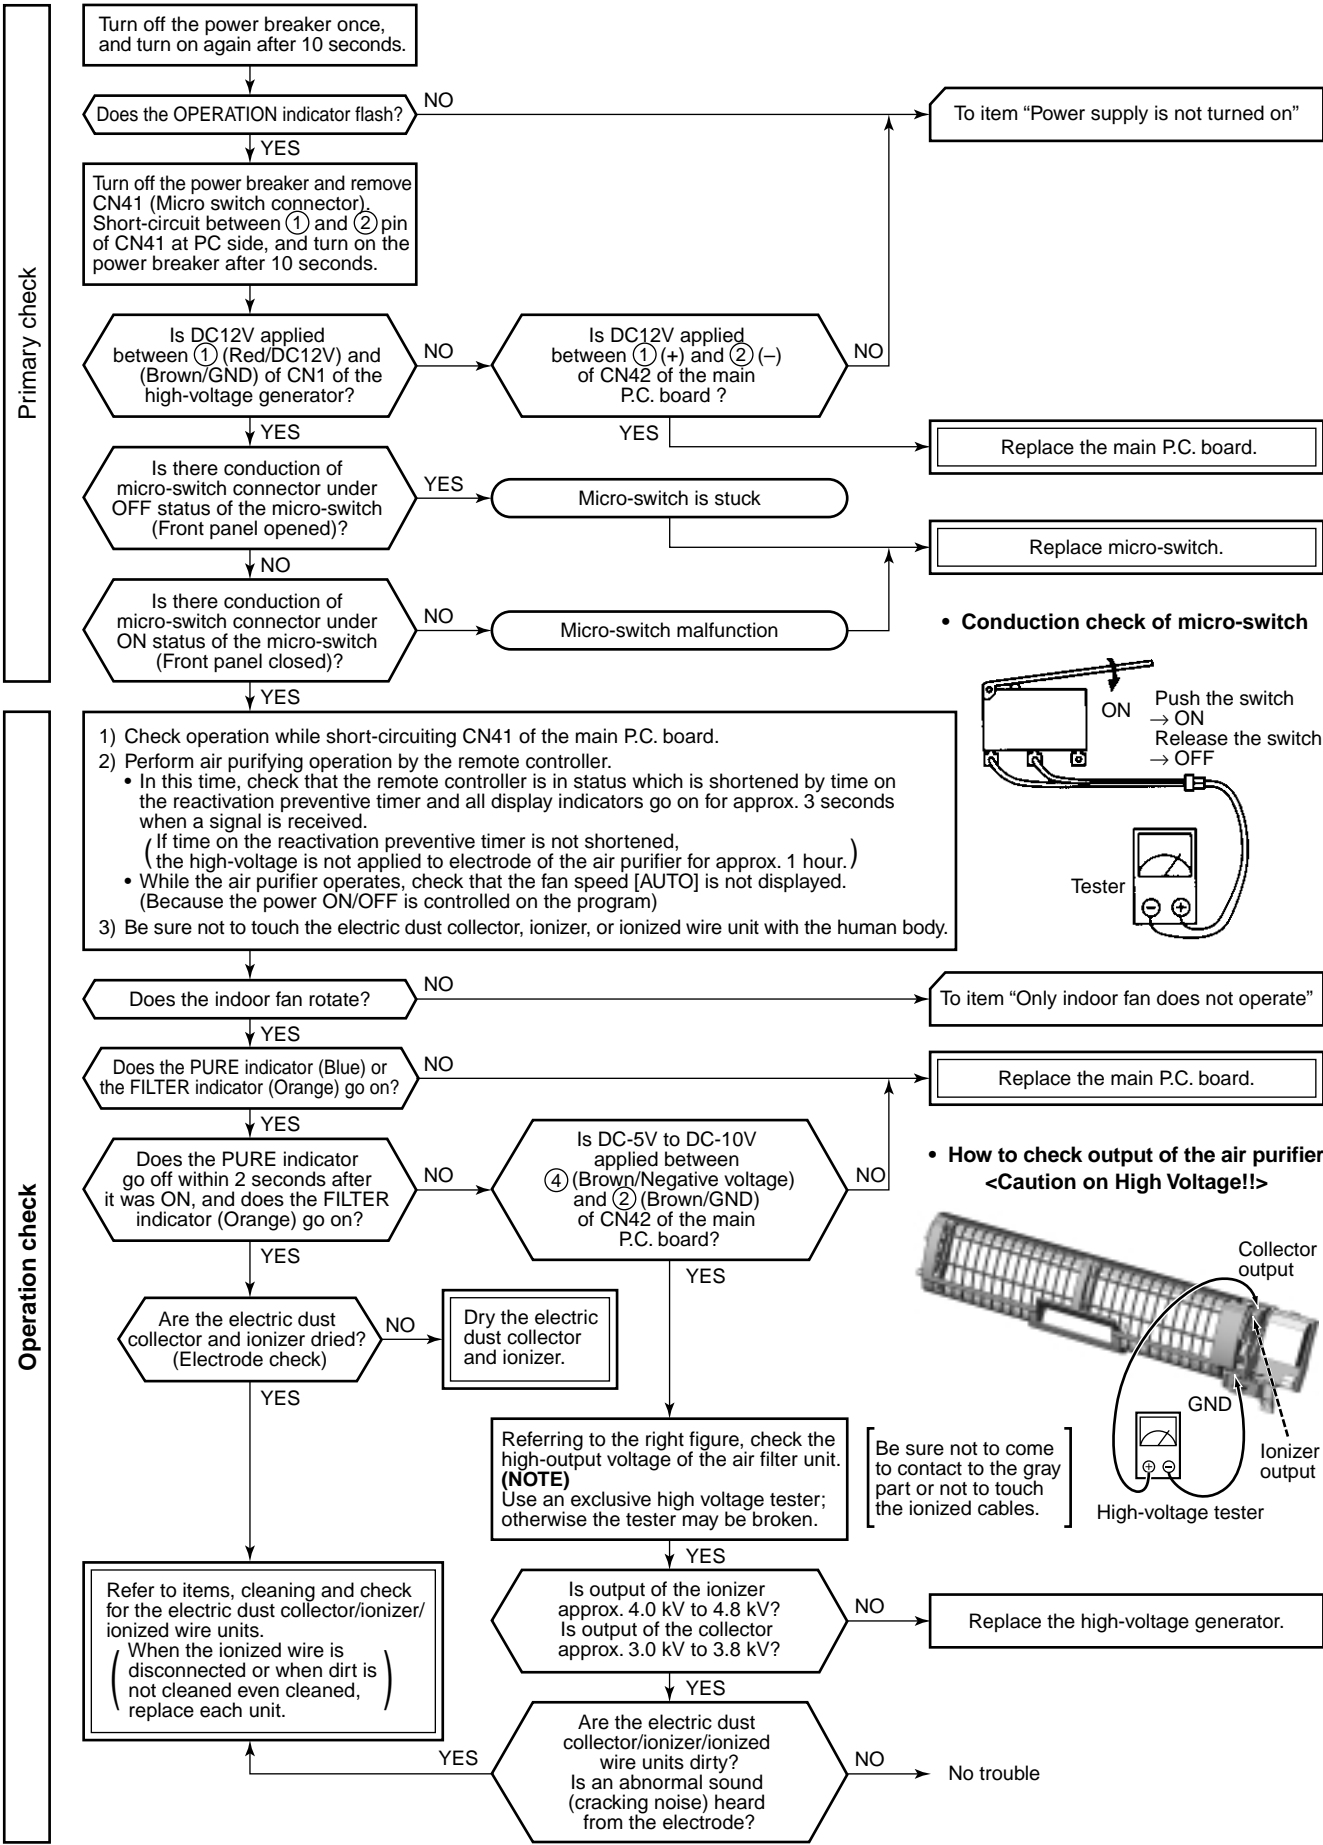 Primary check
Turn off the power breaker once,
and turn on again after 10 seconds.
Does the OPERATION indicator flash?
NO
To item “Power supply is not turned on”
YES
Turn off the power breaker and remove
CN41 (Micro switch connector).
Short-circuit between ① and ② pin
of CN41 at PC side, and turn on the
power breaker after 10 seconds.
Is DC12V applied
between ① (Red/DC12V) and
(Brown/GND) of CN1 of the
high-voltage generator?
NO
Is DC12V applied
between ① (+) and ② (–)
of CN42 of the main
P.C. board ?
NO
YES
YES
Replace the main P.C. board.
Is there conduction of
micro-switch connector under
OFF status of the micro-switch
(Front panel opened)?
YES
Micro-switch is stuck
Replace micro-switch.
NO
Is there conduction of
micro-switch connector under
ON status of the micro-switch
(Front panel closed)?
NO
Micro-switch malfunction
YES
• Conduction check of micro-switch
ON
Push the switch
→ ON
Release the switch
→ OFF
Tester
Operation check
1) Check operation while short-circuiting CN41 of the main P.C. board.
2) Perform air purifying operation by the remote controller.
• In this time, check that the remote controller is in status which is shortened by time on
the reactivation preventive timer and all display indicators go on for approx. 3 seconds
when a signal is received.
( If time on the reactivation preventive timer is not shortened,
the high-voltage is not applied to electrode of the air purifier for approx. 1 hour. )
• While the air purifier operates, check that the fan speed [AUTO] is not displayed.
(Because the power ON/OFF is controlled on the program)
3) Be sure not to touch the electric dust collector, ionizer, or ionized wire unit with the human body.
Does the indoor fan rotate?
NO
To item “Only indoor fan does not operate”
YES
Does the PURE indicator (Blue) or
the FILTER indicator (Orange) go on?
NO
Replace the main P.C. board.
YES
Does the PURE indicator
go off within 2 seconds after
it was ON, and does the FILTER
indicator (Orange) go on?
NO
Is DC-5V to DC-10V
applied between
④ (Brown/Negative voltage)
and ② (Brown/GND)
of CN42 of the main
P.C. board?
NO
YES
YES
• How to check output of the air purifier
<Caution on High Voltage!!>
Collector
output
GND
Ionizer
output
High-voltage tester
Are the electric dust
collector and ionizer dried?
(Electrode check)
NO
Dry the electric
dust collector
and ionizer.
YES
Referring to the right figure, check the
high-output voltage of the air filter unit.
(NOTE)
Use an exclusive high voltage tester;
otherwise the tester may be broken.
[ Be sure not to come
to contact to the gray
part or not to touch
the ionized cables. ]
YES
Refer to items, cleaning and check
for the electric dust collector/ionizer/
ionized wire units.
( When the ionized wire is
disconnected or when dirt is
not cleaned even cleaned,
replace each unit. )
Is output of the ionizer
approx. 4.0 kV to 4.8 kV?
Is output of the collector
approx. 3.0 kV to 3.8 kV?
NO
Replace the high-voltage generator.
YES
Are the electric dust
collector/ionizer/ionized
wire units dirty?
Is an abnormal sound
(cracking noise) heard
from the electrode?
YES
NO
No trouble